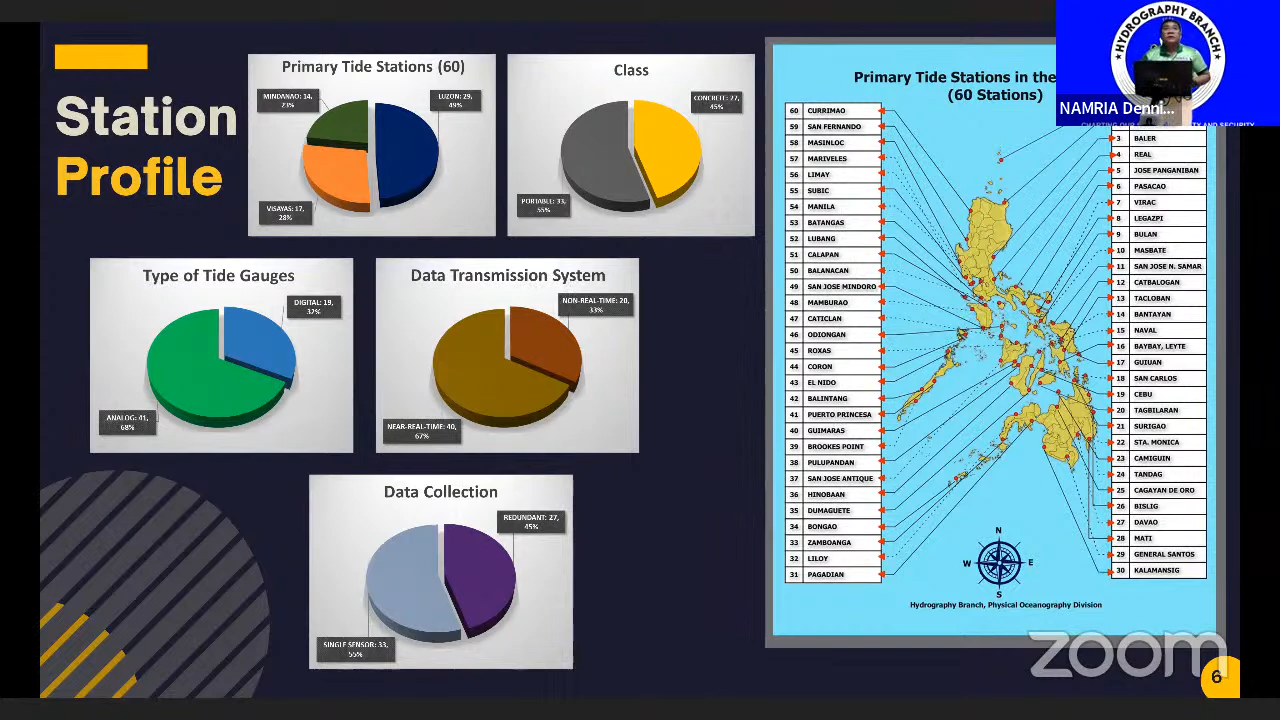 Station
Profile
Primary Tide Stations (60)
MINDANAO: 14,
23%
LUZON: 29,
49%
VISAYAS: 17,
28%
Class
CONCRETE: 27,
45%
PORTABLE: 33,
55%
Type of Tide Gauges
DIGITAL: 19,
32%
ANALOG: 41,
68%
Data Transmission System
NON-REAL-TIME: 20,
33%
NEAR-REAL-TIME: 40,
67%
Data Collection
REDUNDANT: 27,
45%
SINGLE SENSOR: 33,
55%
Primary Tide Stations in the
(60 Stations)
60 CURRIMAO
59 SAN FERNANDO
58 MASINLOC
57 MARIVELES
56 LIMAY
55 SUBIC
54 MANILA
53 BATANGAS
52 LUBANG
51 CALAPAN
50 BALANACAN
49 SAN JOSE MINDORO
48 MAMBURAO
47 CATICLAN
46 ODIONGAN
45 ROXAS
44 CORON
43 EL NIDO
42 BALINTANG
41 PUERTO PRINCESA
40 GUIMARAS
39 BROOKES POINT
38 PULUPANDAN
37 SAN JOSE ANTIQUE
36 HINOBAAN
35 DUMAGUETE
34 BONGAO
33 ZAMBOANGA
32 LILOY
31 PAGADIAN
3 BALER
4 REAL
5 JOSE PANGANIBAN
6 PASACAO
7 VIRAC
8 LEGAZPI
9 BULAN
10 MASBATE
11 SAN JOSE N. SAMAR
12 CATBALOGAN
13 TACLOBAN
14 BANTAYAN
15 NAVAL
16 BAYBAY, LEYTE
17 GUIUAN
18 SAN CARLOS
19 CEBU
20 TAGBILARAN
21 SURIGAO
22 STA. MONICA
23 CAMIGUIN
24 TANDAG
25 CAGAYAN DE ORO
26 BISLIG
27 DAVAO
28 MATI
29 GENERAL SANTOS
30 KALAMANSIG
N
W E
S
Hydrography Branch, Physical Oceanography Division
HYDROGRAPHY BRANCH
NAMRIA Denni...
zoom
6